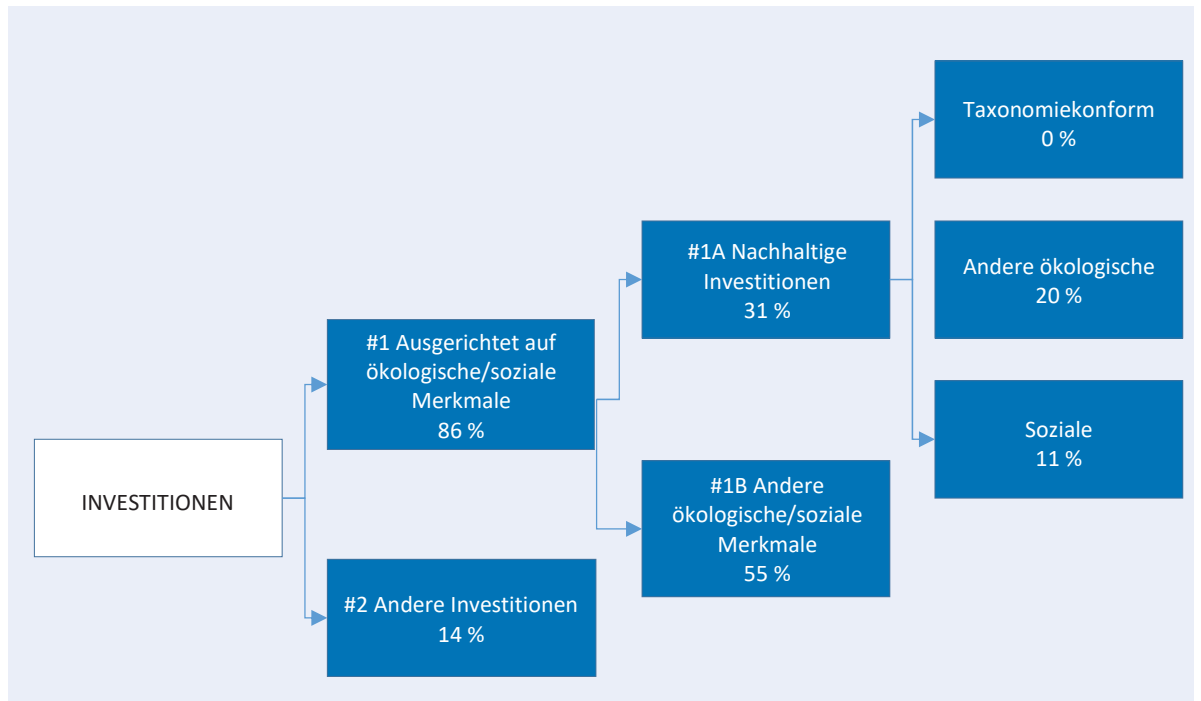 INVESTITIONEN
#1 Ausgerichtet auf
ökologische/soziale
Merkmale
86 %
#2 Andere Investitionen
14 %
#1A Nachhaltige
Investitionen
31 %
#1B Andere
ökologische/soziale
Merkmale
55 %
Taxonomiekonform
0 %
Andere ökologische
20 %
Soziale
11 %